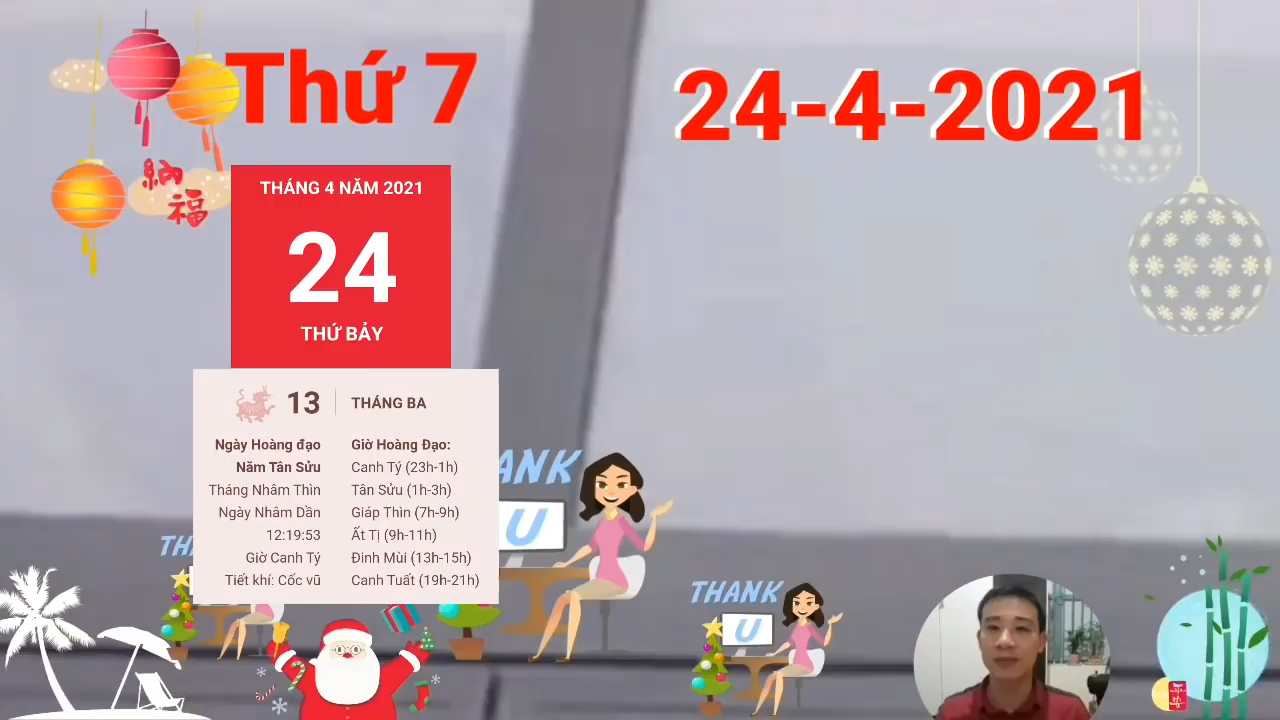 Thứ 7
24-4-2021
納
福
THÁNG 4 NĂM 2021
24
THỨ BẢY
13
THÁNG BA
Ngày Hoàng đạo
Năm Tân Sửu
Tháng Nhâm Thìn
Ngày Nhâm Dần
12:19:53
Giờ Canh Tý
Tiết khí: Cốc vũ
Giờ Hoàng Đạo:
Canh Tý (23h-1h)
Tân Sửu (1h-3h)
Giáp Thìn (7h-9h)
Ất Tị (9h-11h)
Đinh Mùi (13h-15h)
Canh Tuất (19h-21h)
ANK
U
TH
THANK
U